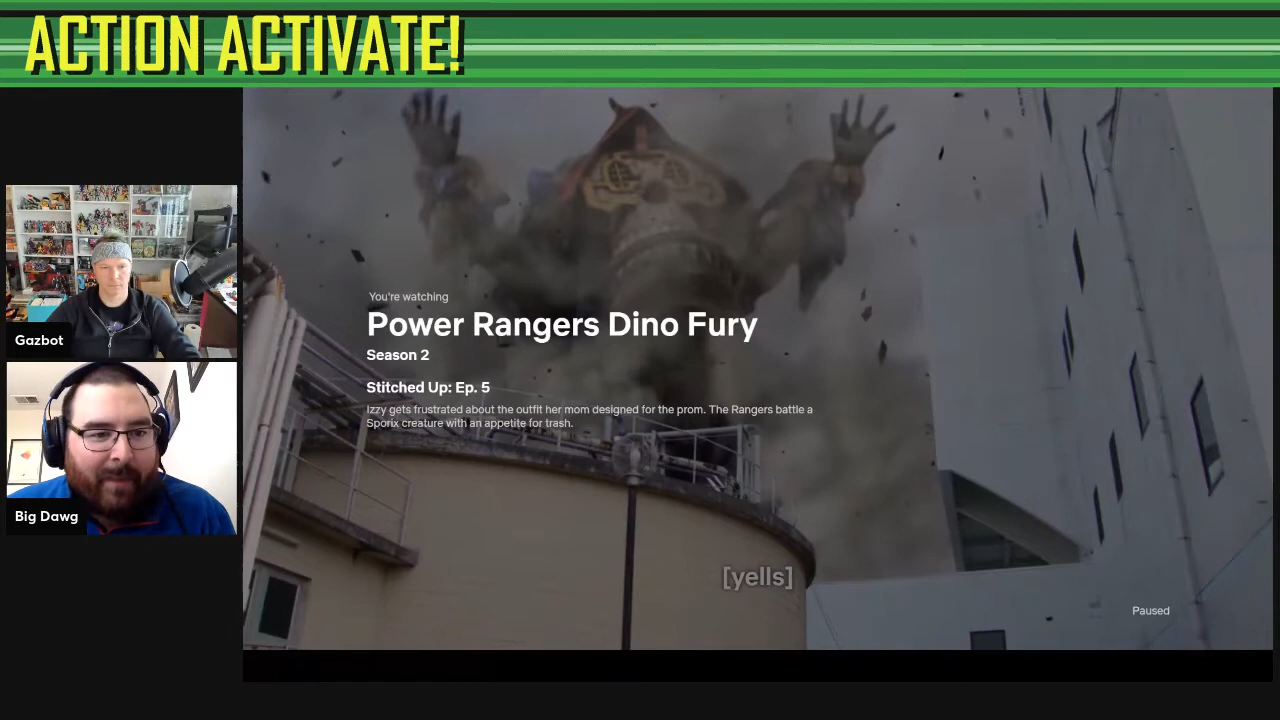 ACTION ACTIVATE!
Gazbot
Big Dawg
You're watching
Power Rangers Dino Fury
Season 2
Stitched Up: Ep. 5
Izzy gets frustrated about the outfit her mom designed for the prom. The Rangers battle a
Sporix creature with an appetite for trash.
[yells]
Paused